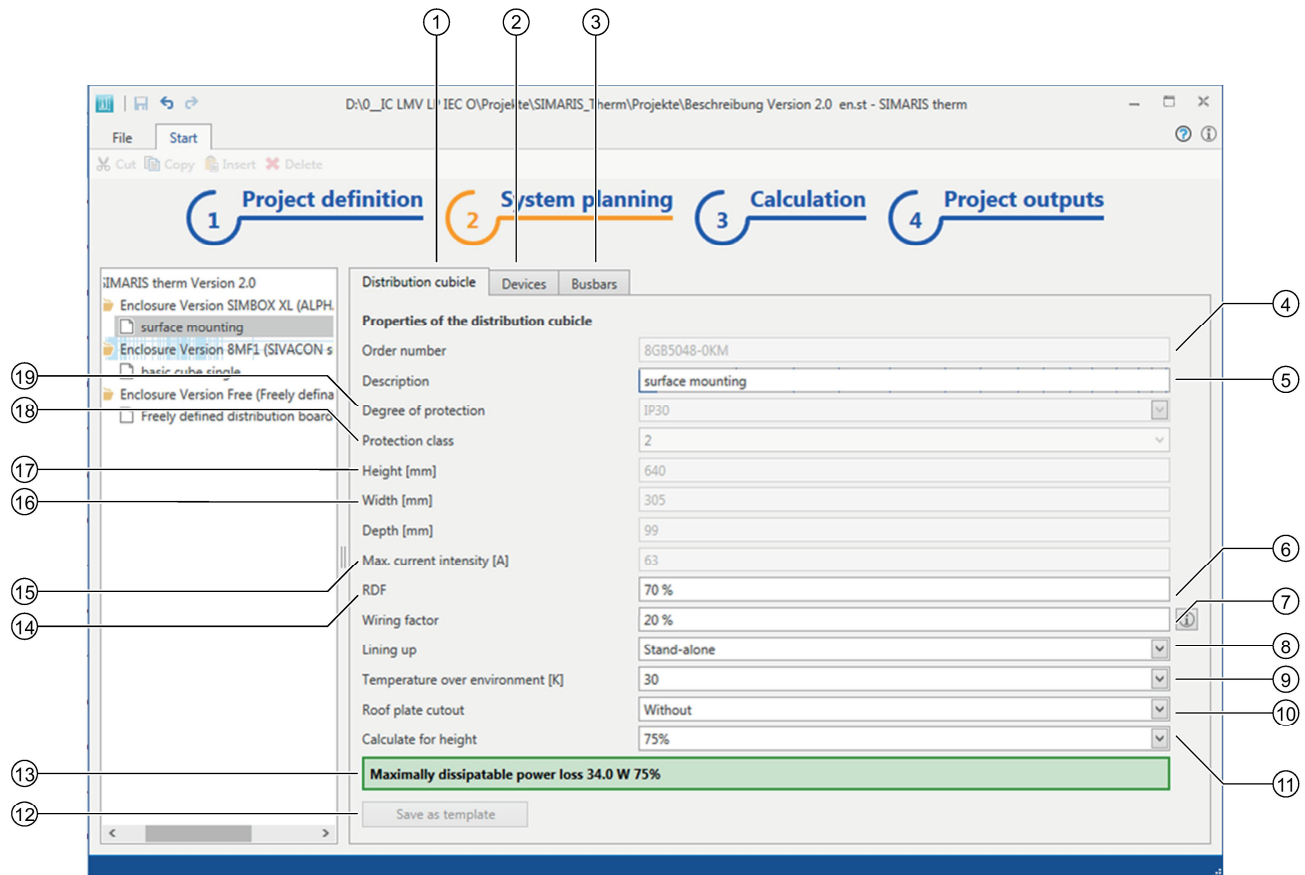 1 2 3
D:\0__IC LMV LP IEC O\Projekte\SIMARIS_Therm\Projekte\Beschreibung Version 2.0 en.st - SIMARIS therm
File Start
Cut Copy Insert Delete
1 Project definition 2 System planning 3 Calculation 4 Project outputs
SIMARIS therm Version 2.0
Enclosure Version SIMBOX XL (ALPH
surface mounting
Enclosure Version 8MF1 (SIVACON s
basic cube single
Enclosure Version Free (Freely defina
Freely defined distribution board
Distribution cubicle Devices Busbars
Properties of the distribution cubicle
Order number 8GB5048-0KM 4
Description surface mounting 5
19 Degree of protection IP30
18 Protection class 2
17 Height [mm] 640
16 Width [mm] 305
Depth [mm] 99
15 Max. current intensity [A] 63 6
14 RDF 70 %
Wiring factor 20 % 7
Lining up Stand-alone 8
Temperature over environment [K] 30 9
Roof plate cutout Without 10
Calculate for height 75% 11
13 Maximally dissipatable power loss 34.0 W 75%
12 Save as template